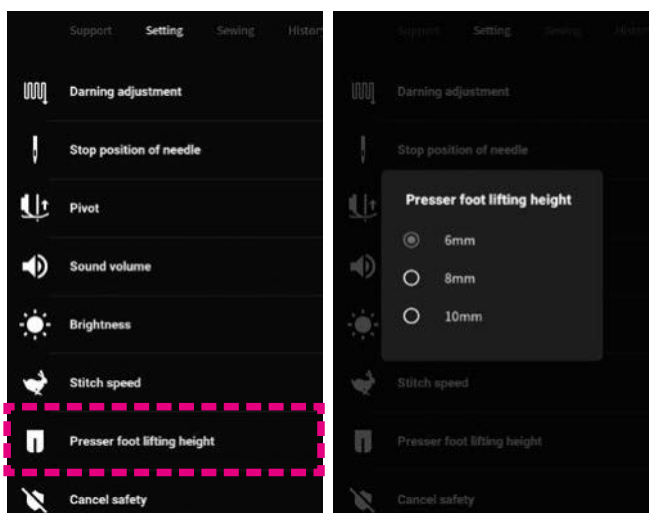 Support Setting Sewing History
Darning adjustment
Stop position of needle
Pivot
Sound volume
Brightness
Stitch speed
Presser foot lifting height
Cancel safety
Support Setting Sewing
Darning adjustment
Stop position of needle
Presser foot lifting height
6mm
8mm
10mm
Stitch speed
Presser foot lifting height
Cancel safety